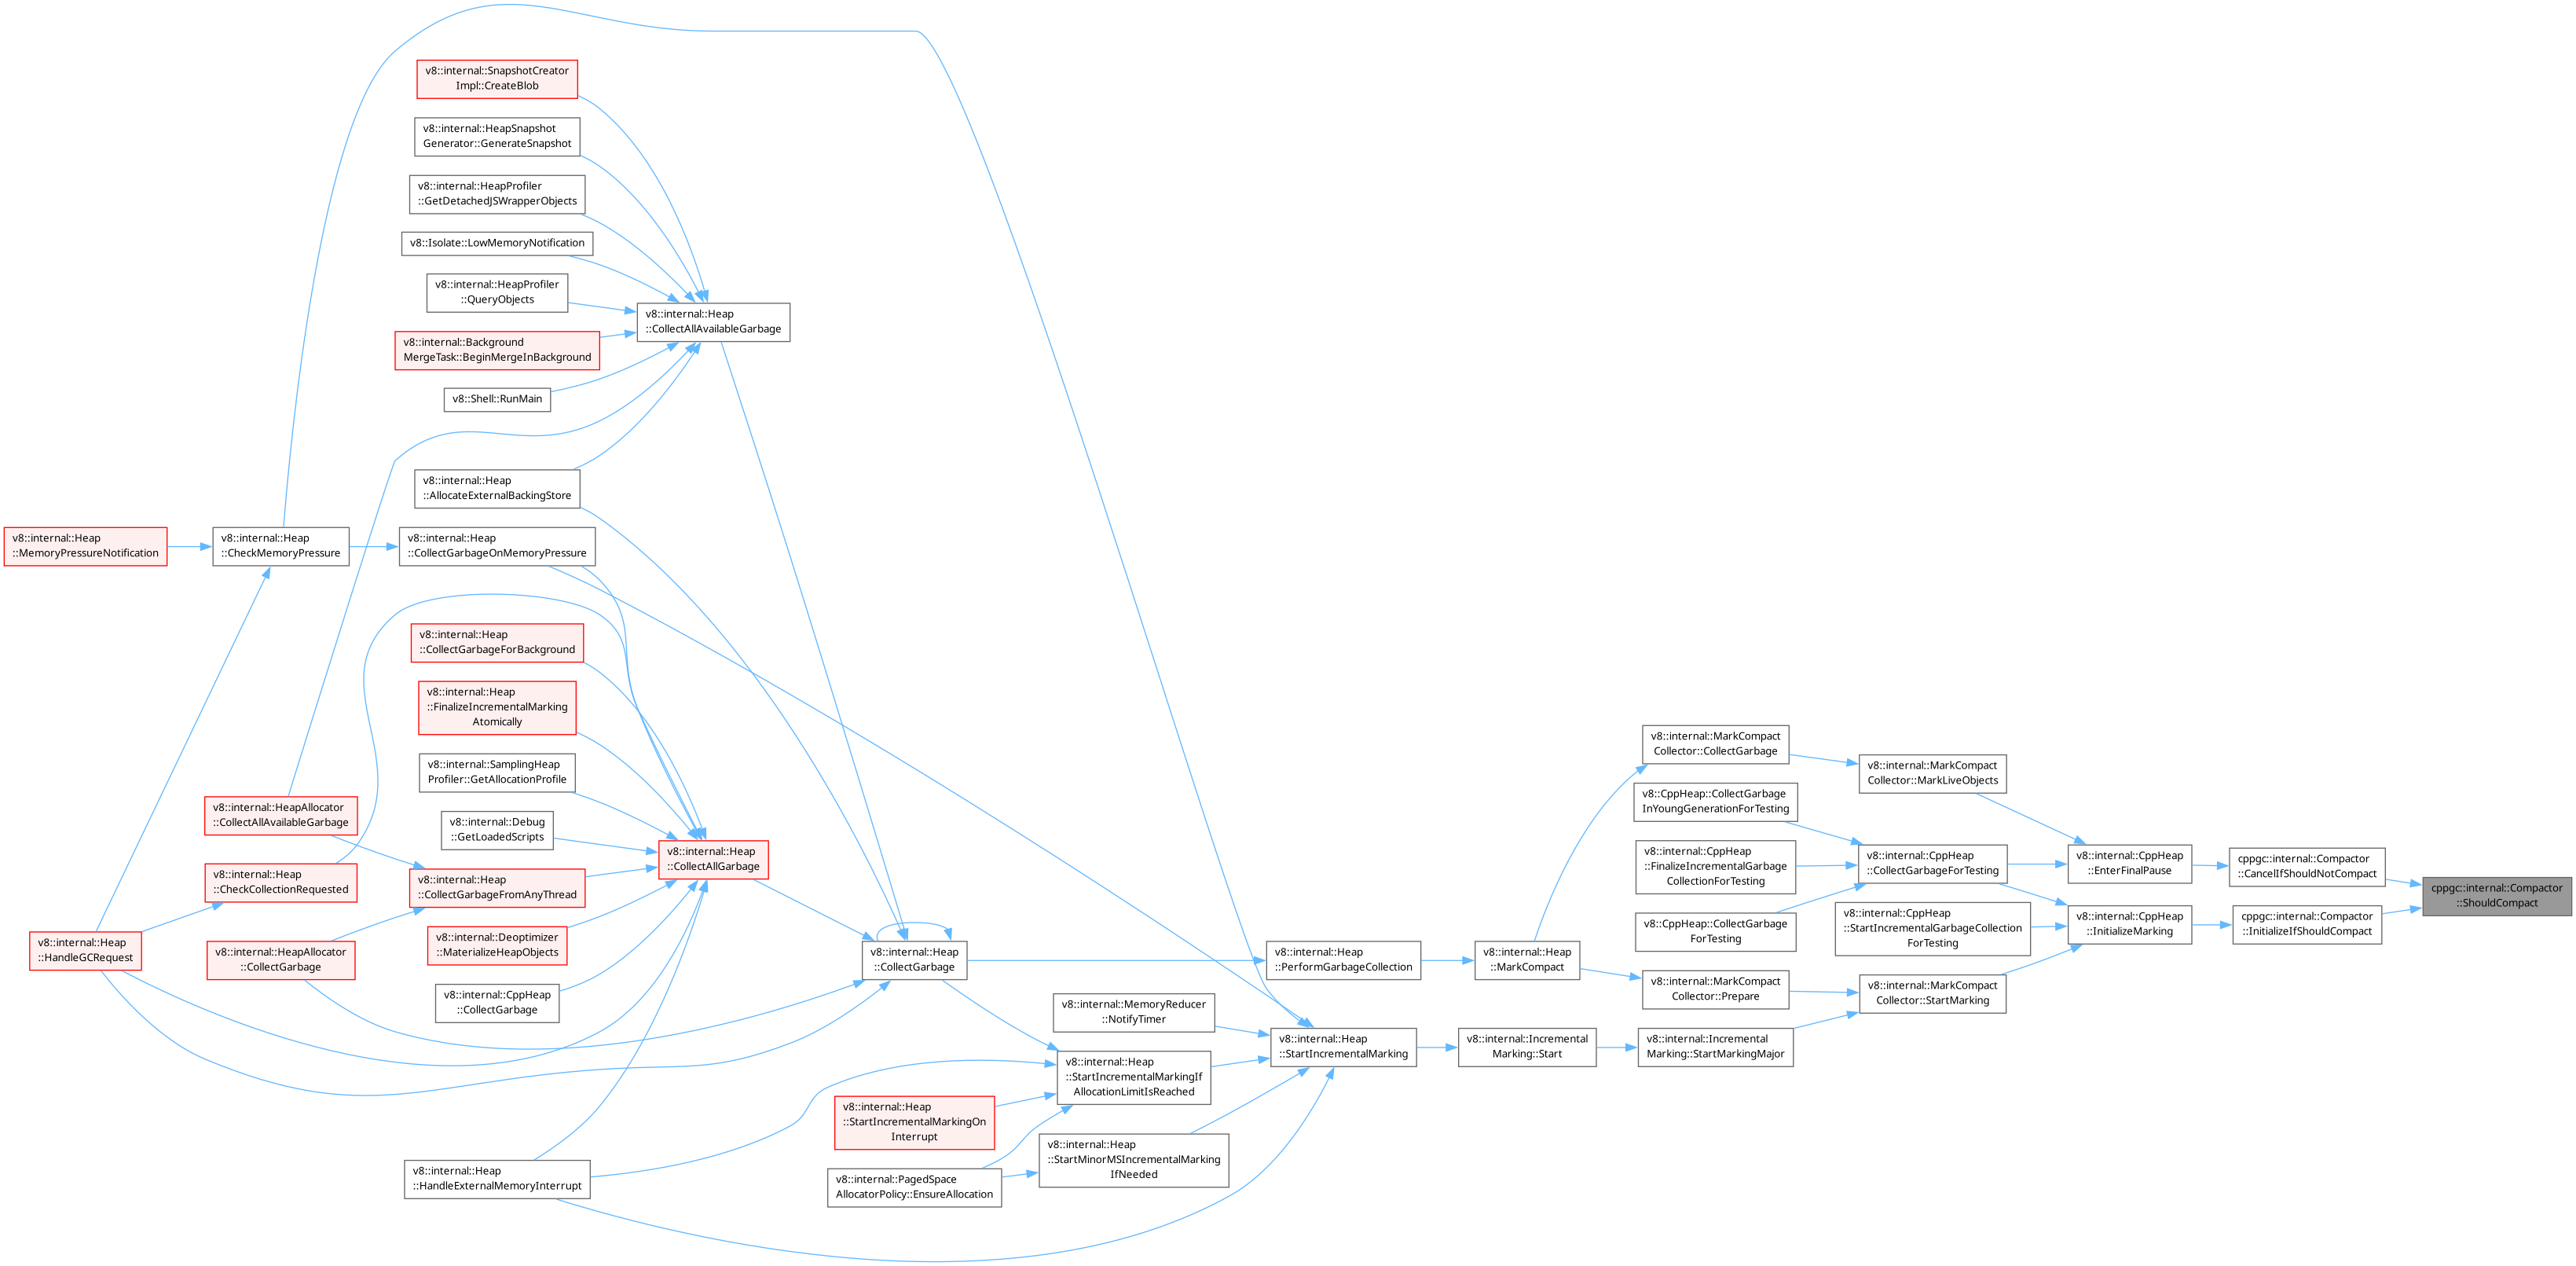 v8::internal::SnapshotCreator
Impl::CreateBlob
v8::internal::HeapSnapshot
Generator::GenerateSnapshot
v8::internal::HeapProfiler
::GetDetachedJSWrapperObjects
v8::Isolate::LowMemoryNotification
v8::internal::HeapProfiler
::QueryObjects
v8::internal::Heap
::CollectAllAvailableGarbage
v8::internal::Background
MergeTask::BeginMergeInBackground
v8::Shell::RunMain
v8::internal::Heap
::AllocateExternalBackingStore
v8::internal::Heap
::MemoryPressureNotification
v8::internal::Heap
::CheckMemoryPressure
v8::internal::Heap
::CollectGarbageOnMemoryPressure
v8::internal::Heap
::CollectGarbageForBackground
v8::internal::Heap
::FinalizeIncrementalMarking
Atomically
v8::internal::SamplingHeap
Profiler::GetAllocationProfile
v8::internal::HeapAllocator
::CollectAllAvailableGarbage
v8::internal::Debug
::GetLoadedScripts
v8::internal::Heap
::CollectAllGarbage
v8::internal::Heap
::CheckCollectionRequested
v8::internal::Heap
::CollectGarbageFromAnyThread
v8::internal::Heap
::HandleGCRequest
v8::internal::HeapAllocator
::CollectGarbage
v8::internal::Deoptimizer
::MaterializeHeapObjects
v8::internal::CppHeap
::CollectGarbage
v8::internal::Heap
::CollectGarbage
v8::internal::Heap
::PerformGarbageCollection
v8::internal::Heap
::MarkCompact
v8::internal::MarkCompact
Collector::CollectGarbage
v8::internal::MarkCompact
Collector::MarkLiveObjects
v8::CppHeap::CollectGarbage
InYoungGenerationForTesting
v8::internal::CppHeap
::FinalizeIncrementalGarbage
CollectionForTesting
v8::internal::CppHeap
::CollectGarbageForTesting
v8::internal::CppHeap
::EnterFinalPause
cppgc::internal::Compactor
::CancelIfShouldNotCompact
cppgc::internal::Compactor
::ShouldCompact
v8::CppHeap::CollectGarbage
ForTesting
v8::internal::CppHeap
::StartIncrementalGarbageCollection
ForTesting
v8::internal::CppHeap
::InitializeMarking
cppgc::internal::Compactor
::InitializeIfShouldCompact
v8::internal::MarkCompact
Collector::Prepare
v8::internal::MarkCompact
Collector::StartMarking
v8::internal::MemoryReducer
::NotifyTimer
v8::internal::Heap
::StartIncrementalMarking
v8::internal::Incremental
Marking::Start
v8::internal::Incremental
Marking::StartMarkingMajor
v8::internal::Heap
::StartIncrementalMarkingIf
AllocationLimitIsReached
v8::internal::Heap
::StartIncrementalMarkingOn
Interrupt
v8::internal::Heap
::StartMinorMSIncrementalMarking
IfNeeded
v8::internal::Heap
::HandleExternalMemoryInterrupt
v8::internal::PagedSpace
AllocatorPolicy::EnsureAllocation